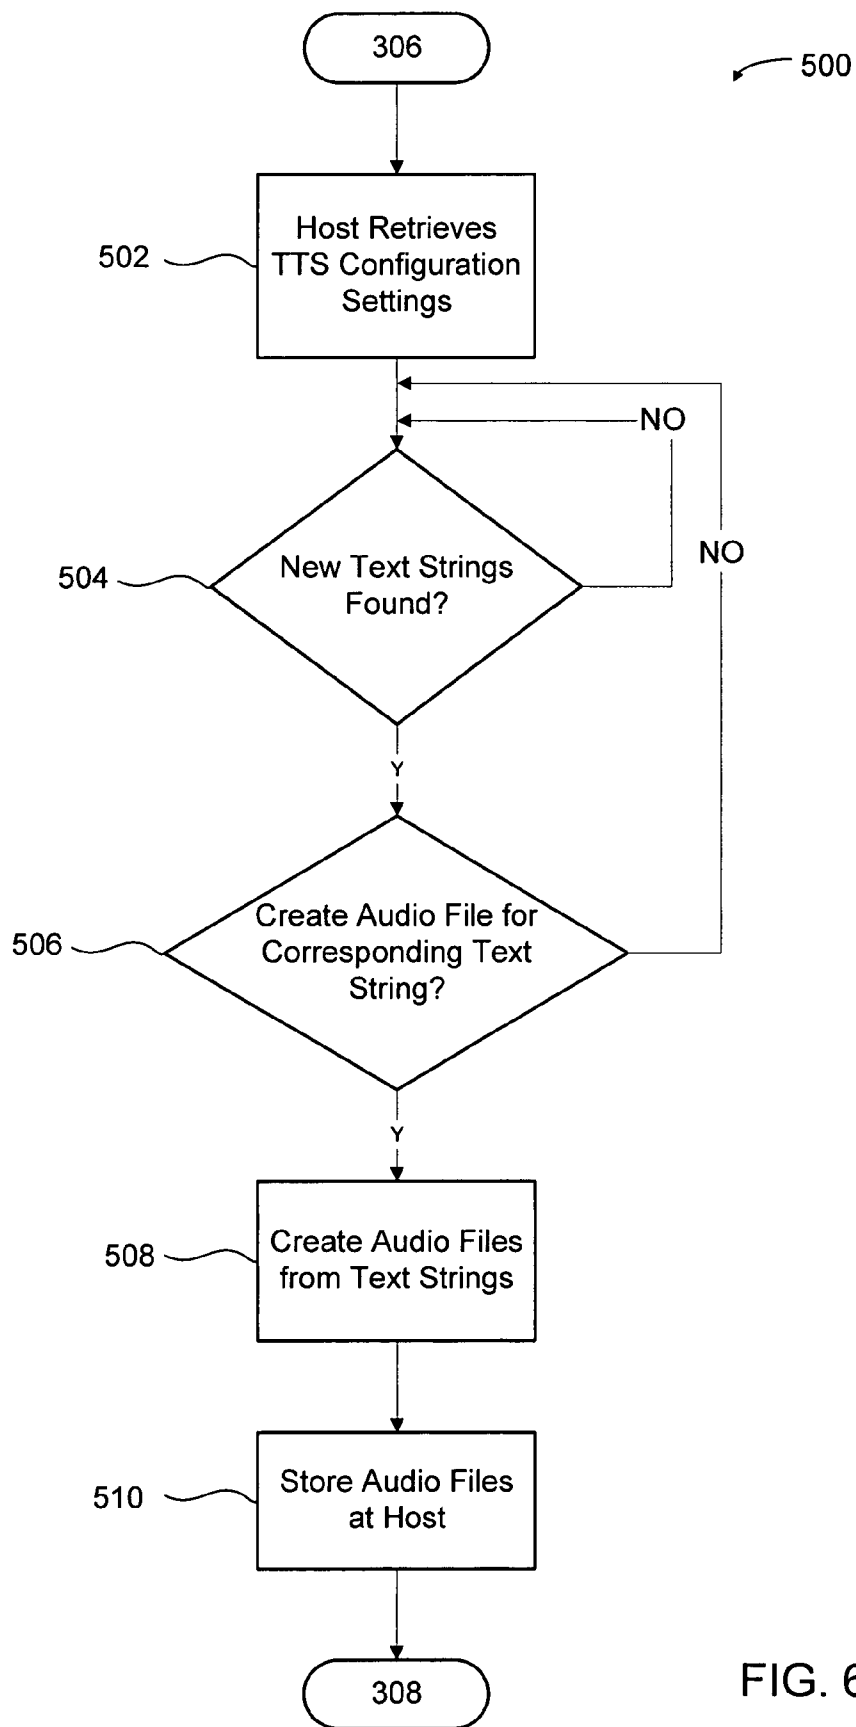 306
500
Host Retrieves
TTS Configuration
Settings
502
NO
NO
New Text Strings
Found?
504
Y
Create Audio File for
Corresponding Text
String?
506
Y
Create Audio Files
from Text Strings
508
Store Audio Files
at Host
510
308
FIG. 6